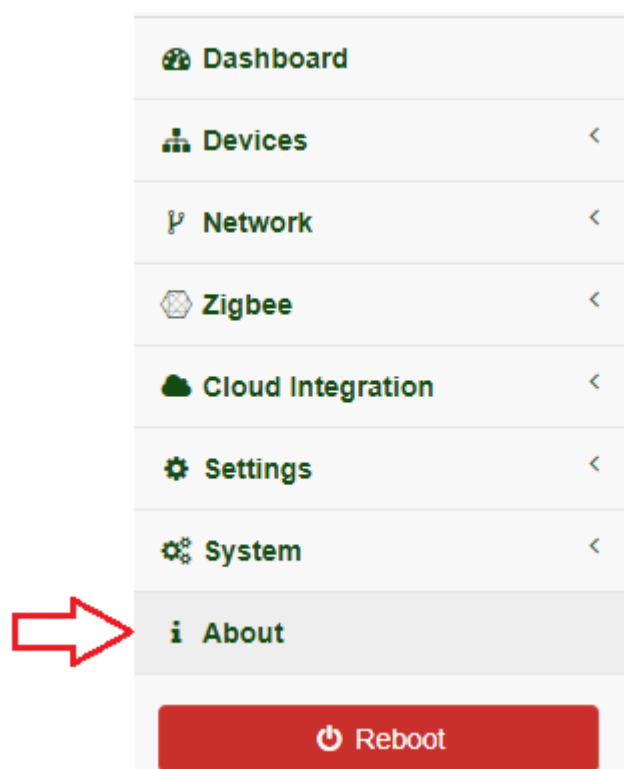 Dashboard
Devices
Network
Zigbee
Cloud Integration
Settings
System
About
Reboot